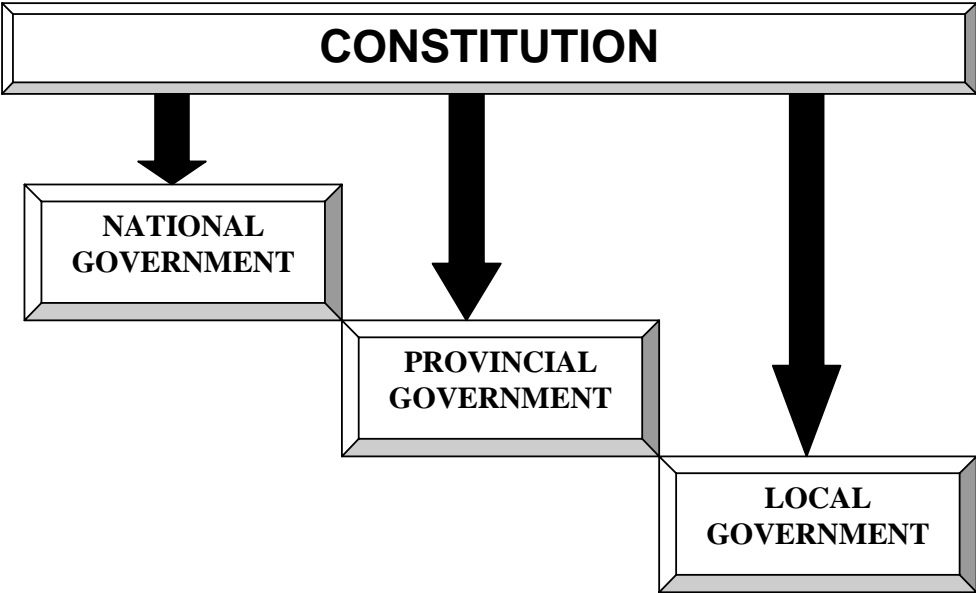 CONSTITUTION
NATIONAL
GOVERNMENT
PROVINCIAL
GOVERNMENT
LOCAL
GOVERNMENT